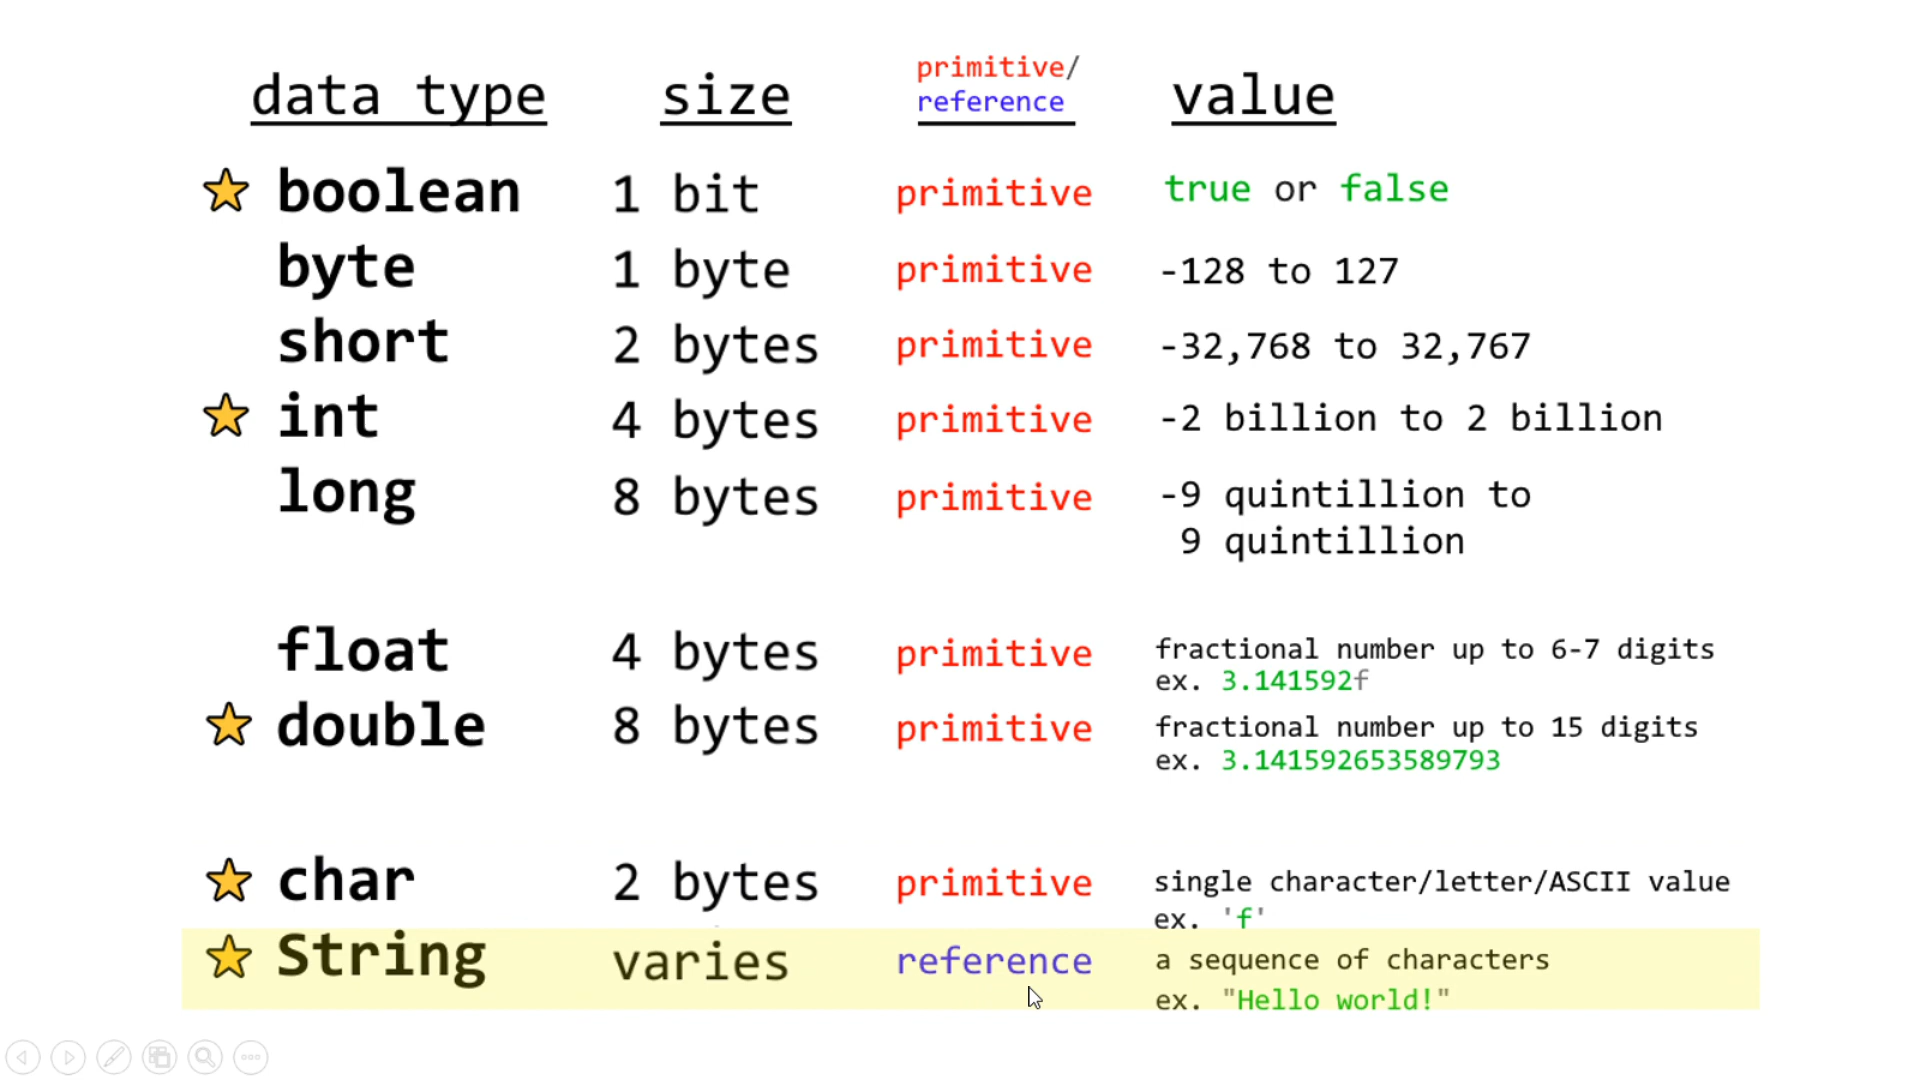 data type size primitive/
reference value
boolean 1 bit primitive true or false
byte 1 byte primitive -128 to 127
short 2 bytes primitive -32,768 to 32,767
int 4 bytes primitive -2 billion to 2 billion
long 8 bytes primitive -9 quintillion to
9 quintillion
float 4 bytes primitive fractional number up to 6-7 digits
ex. 3.141592f
double 8 bytes primitive fractional number up to 15 digits
ex. 3.141592653589793
char 2 bytes primitive single character/letter/ASCII value
ex. 'f'
String varies reference a sequence of characters
ex. "Hello world!"